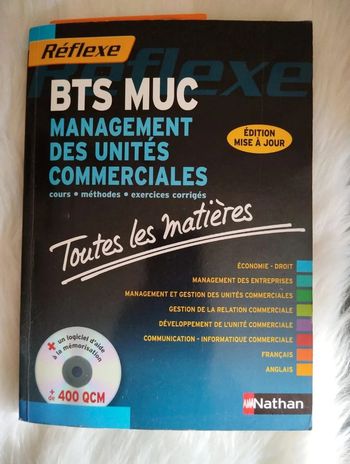 Réflexe
Réflexe
BTS MUC
MANAGEMENT
DES UNITÉS
COMMERCIALES
ÉDITION
MISE À JOUR
cours • méthodes • exercices corrigés
Toutes les matières
ÉCONOMIE - DROIT
MANAGEMENT DES ENTREPRISES
MANAGEMENT ET GESTION DES UNITÉS COMMERCIALES
GESTION DE LA RELATION COMMERCIALE
DÉVELOPPEMENT DE L'UNITÉ COMMERCIALE
COMMUNICATION - INFORMATIQUE COMMERCIALE
FRANÇAIS
ANGLAIS
+ un logiciel d'aide
à la mémorisation
+ de 400 QCM
Nathan